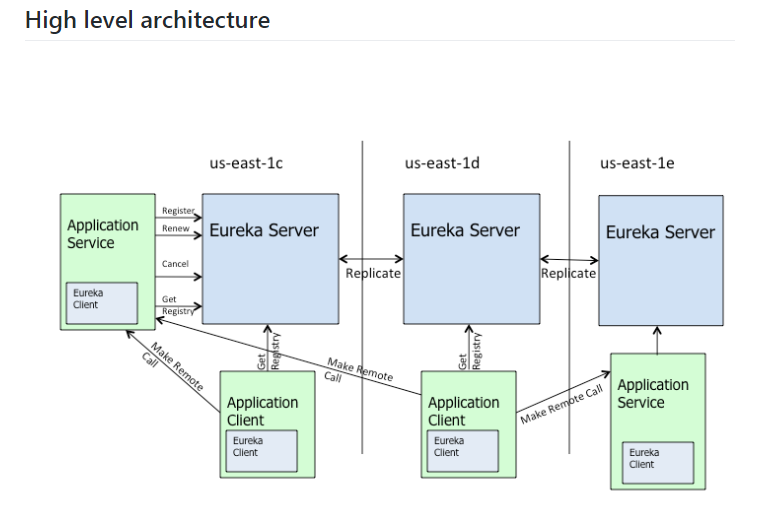 High level architecture
us-east-1c
us-east-1d
us-east-1e
Application
Service
Eureka
Client
Register
Renew
Cancel
Get
Registry
Eureka Server
Replicate
Eureka Server
Replicate
Eureka Server
Make Remote
Call
Get
Registry
Make Remote
Call
Get
Registry
Make Remote Call
Application
Client
Eureka
Client
Application
Client
Eureka
Client
Application
Service
Eureka
Client